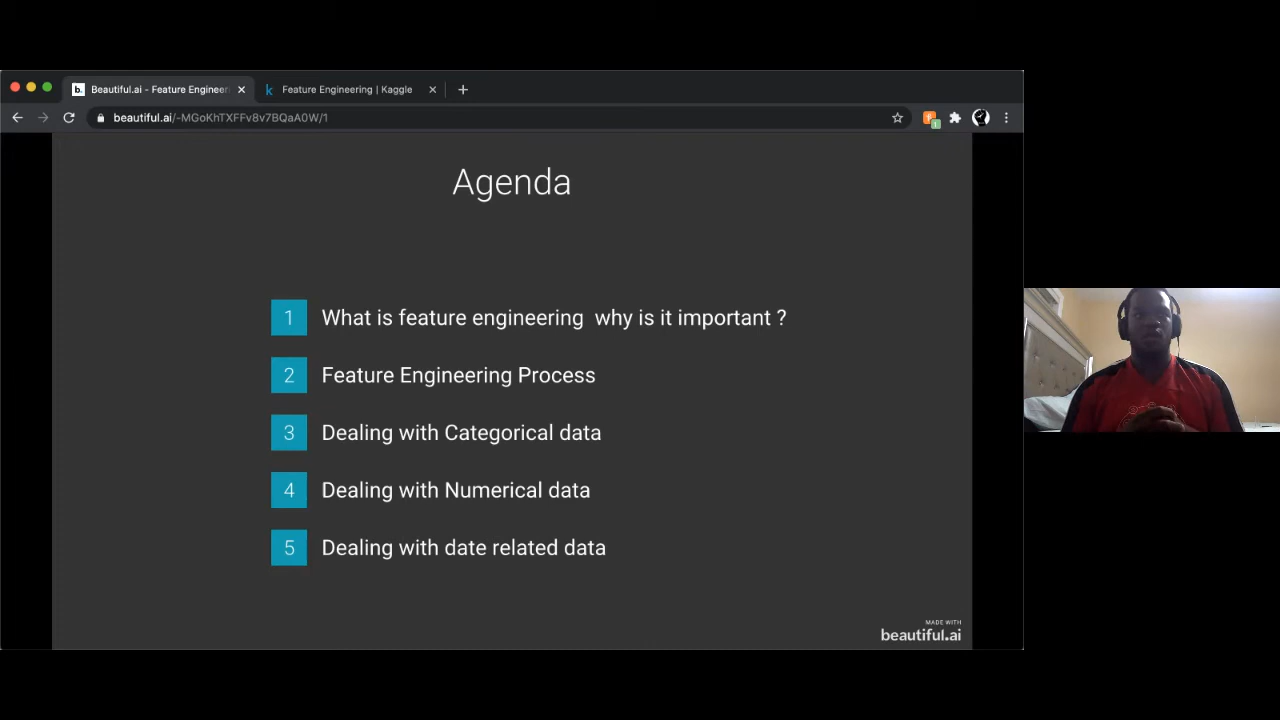 Beautiful.ai - Feature Engineer
Feature Engineering | Kaggle
beautiful.ai/-MGoKhTXFFv8v7BQaA0W/1
Agenda
1 What is feature engineering  why is it important ?
2 Feature Engineering Process
3 Dealing with Categorical data
4 Dealing with Numerical data
5 Dealing with date related data
MADE WITH
beautiful.ai